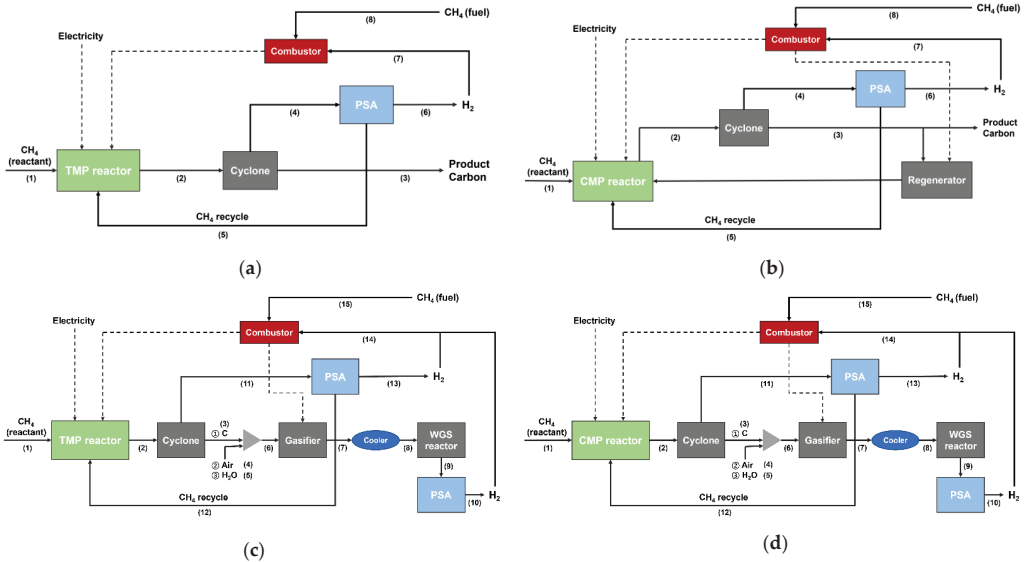 (8)
CH₄ (fuel)
Electricity
Combustor
(7)
(4)
PSA
(6)
H₂
CH₄
(reactant)
(1)
TMP reactor
(2)
Cyclone
(3)
Product
Carbon
CH₄ recycle
(5)
(a)
(8)
CH₄ (fuel)
Electricity
Combustor
(7)
(4)
PSA
(6)
H₂
(2)
Cyclone
(3)
Product
Carbon
CH₄
(reactant)
(1)
CMP reactor
Regenerator
CH₄ recycle
(5)
(b)
(15)
CH₄ (fuel)
Electricity
Combustor
(14)
(11)
PSA
(13)
H₂
CH₄
(reactant)
(1)
TMP reactor
(2)
Cyclone
(3)
① C
② Air (4)
③ H₂O (5)
(6)
Gasifier
(7)
Cooler
(8)
WGS
reactor
(9)
PSA
(10)
H₂
CH₄ recycle
(12)
(c)
(15)
CH₄ (fuel)
Electricity
Combustor
(14)
(11)
PSA
(13)
H₂
CH₄
(reactant)
(1)
CMP reactor
(2)
Cyclone
(3)
① C
② Air (4)
③ H₂O (5)
(6)
Gasifier
(7)
Cooler
(8)
WGS
reactor
(9)
PSA
(10)
H₂
CH₄ recycle
(12)
(d)